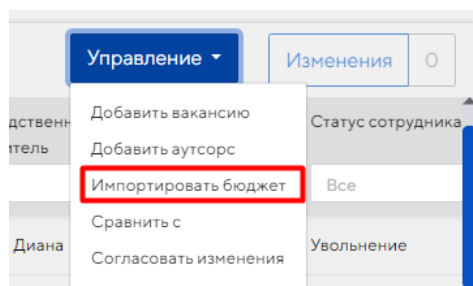 Управление
Изменения 0
Добавить вакансию
Добавить аутсорс
Импортировать бюджет
Сравнить с
Согласовать изменения
Статус сотрудника
Все
Диана
Увольнение